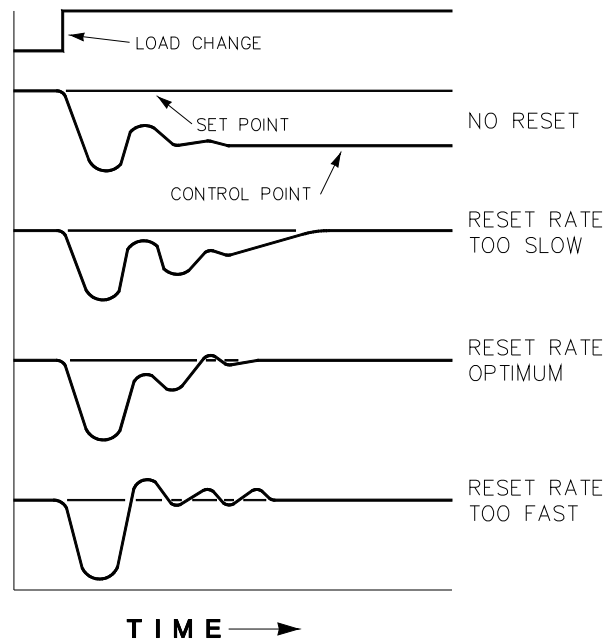 LOAD CHANGE
SET POINT
NO RESET
CONTROL POINT
RESET RATE
TOO SLOW
RESET RATE
OPTIMUM
RESET RATE
TOO FAST
TIME